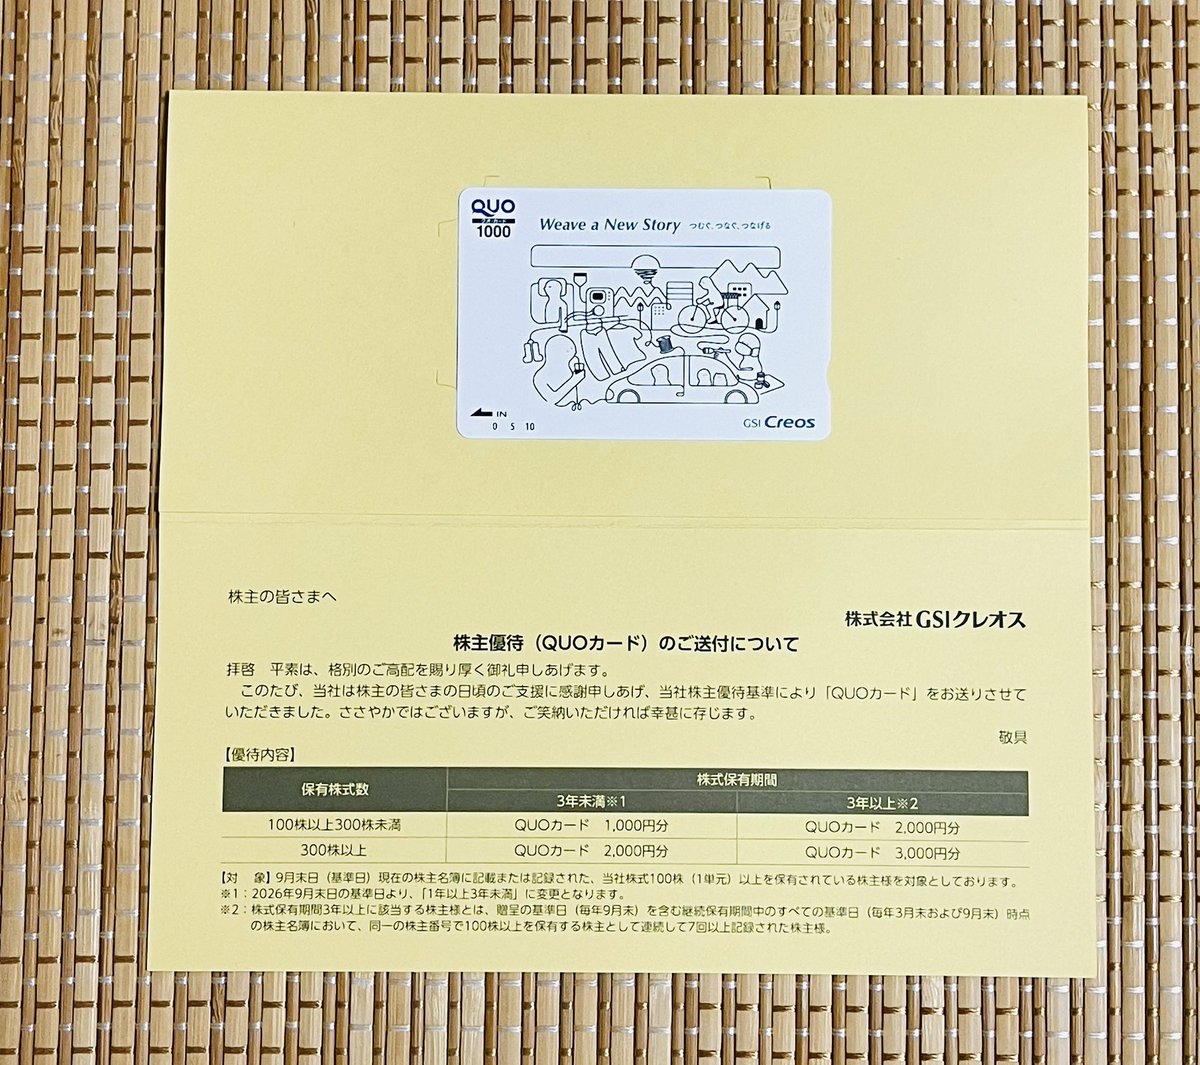 QUO
クオ・カード
1000
Weave a New Story つむぐ、つなぐ、つなげる
IN
0 5 10
GSI Creos
株主の皆さまへ
株式会社 GSIクレオス
株主優待（QUOカード）のご送付について
拝啓　平素は、格別のご高配を賜り厚く御礼申しあげます。
このたび、当社は株主の皆さまの日頃のご支援に感謝申しあげ、当社株主優待基準により「QUOカード」をお送りさせて
いただきました。ささやかではございますが、ご笑納いただければ幸甚に存じます。
敬具
【優待内容】
保有株式数 株式保有期間
3年未満※1 3年以上※2
100株以上300株未満 QUOカード　1,000円分 QUOカード　2,000円分
300株以上 QUOカード　2,000円分 QUOカード　3,000円分
【対　象】9月末日（基準日）現在の株主名簿に記載または記録された、当社株式100株（1単元）以上を保有されている株主様を対象としております。
※1：2026年9月末日の基準日より、「1年以上3年未満」に変更となります。
※2：株式保有期間3年以上に該当する株主様とは、贈呈の基準日（毎年9月末）を含む継続保有期間中のすべての基準日（毎年3月末および9月末）時点
の株主名簿において、同一の株主番号で100株以上を保有する株主として連続して7回以上記録された株主様。